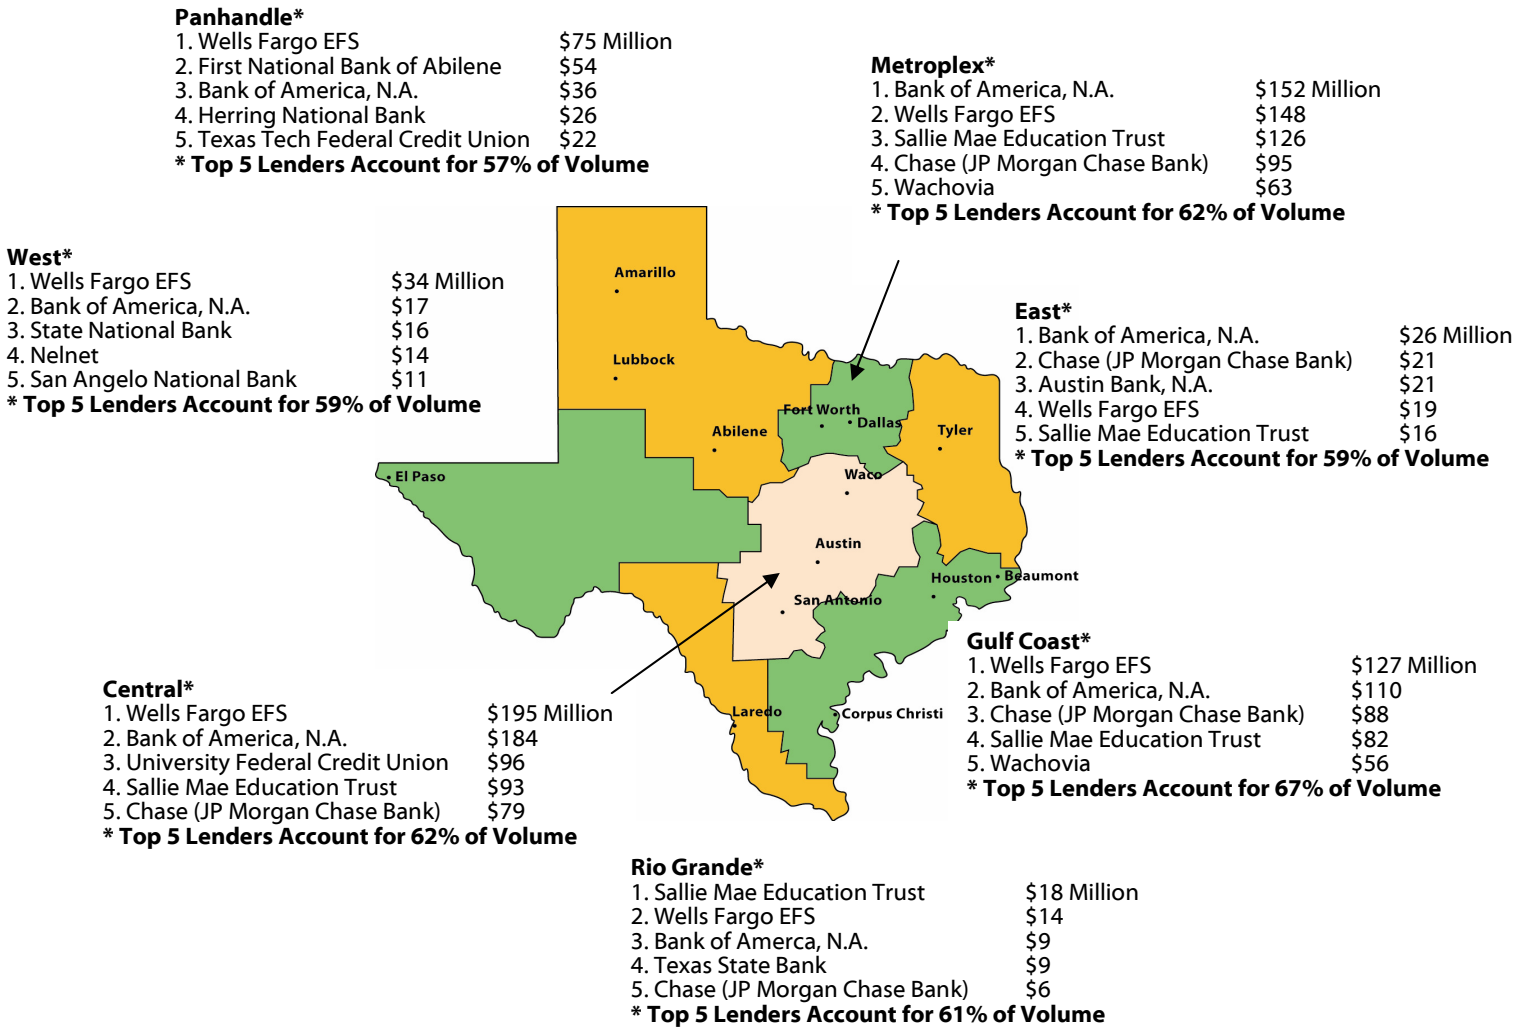 Panhandle*
1. Wells Fargo EFS $75 Million
2. First National Bank of Abilene $54
3. Bank of America, N.A. $36
4. Herring National Bank $26
5. Texas Tech Federal Credit Union $22
* Top 5 Lenders Account for 57% of Volume
Metroplex*
1. Bank of America, N.A. $152 Million
2. Wells Fargo EFS $148
3. Sallie Mae Education Trust $126
4. Chase (JP Morgan Chase Bank) $95
5. Wachovia $63
* Top 5 Lenders Account for 62% of Volume
West*
1. Wells Fargo EFS $34 Million
2. Bank of America, N.A. $17
3. State National Bank $16
4. Nelnet $14
5. San Angelo National Bank $11
* Top 5 Lenders Account for 59% of Volume
East*
1. Bank of America, N.A. $26 Million
2. Chase (JP Morgan Chase Bank) $21
3. Austin Bank, N.A. $21
4. Wells Fargo EFS $19
5. Sallie Mae Education Trust $16
* Top 5 Lenders Account for 59% of Volume
Amarillo
Lubbock
Fort Worth
Dallas
Abilene
Tyler
El Paso
Waco
Austin
Houston
Beaumont
San Antonio
Laredo
Corpus Christi
Gulf Coast*
1. Wells Fargo EFS $127 Million
2. Bank of America, N.A. $110
3. Chase (JP Morgan Chase Bank) $88
4. Sallie Mae Education Trust $82
5. Wachovia $56
* Top 5 Lenders Account for 67% of Volume
Central*
1. Wells Fargo EFS $195 Million
2. Bank of America, N.A. $184
3. University Federal Credit Union $96
4. Sallie Mae Education Trust $93
5. Chase (JP Morgan Chase Bank) $79
* Top 5 Lenders Account for 62% of Volume
Rio Grande*
1. Sallie Mae Education Trust $18 Million
2. Wells Fargo EFS $14
3. Bank of Amerca, N.A. $9
4. Texas State Bank $9
5. Chase (JP Morgan Chase Bank) $6
* Top 5 Lenders Account for 61% of Volume